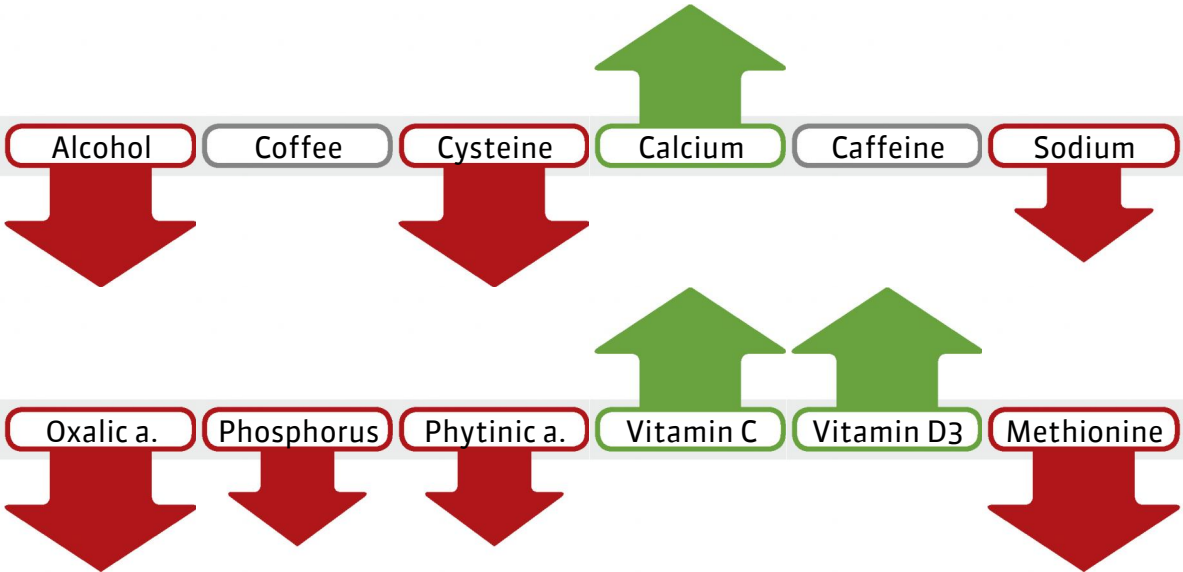 Alcohol
Coffee
Cysteine
Calcium
Caffeine
Sodium
Oxalic a.
Phosphorus
Phytinic a.
Vitamin C
Vitamin D3
Methionine